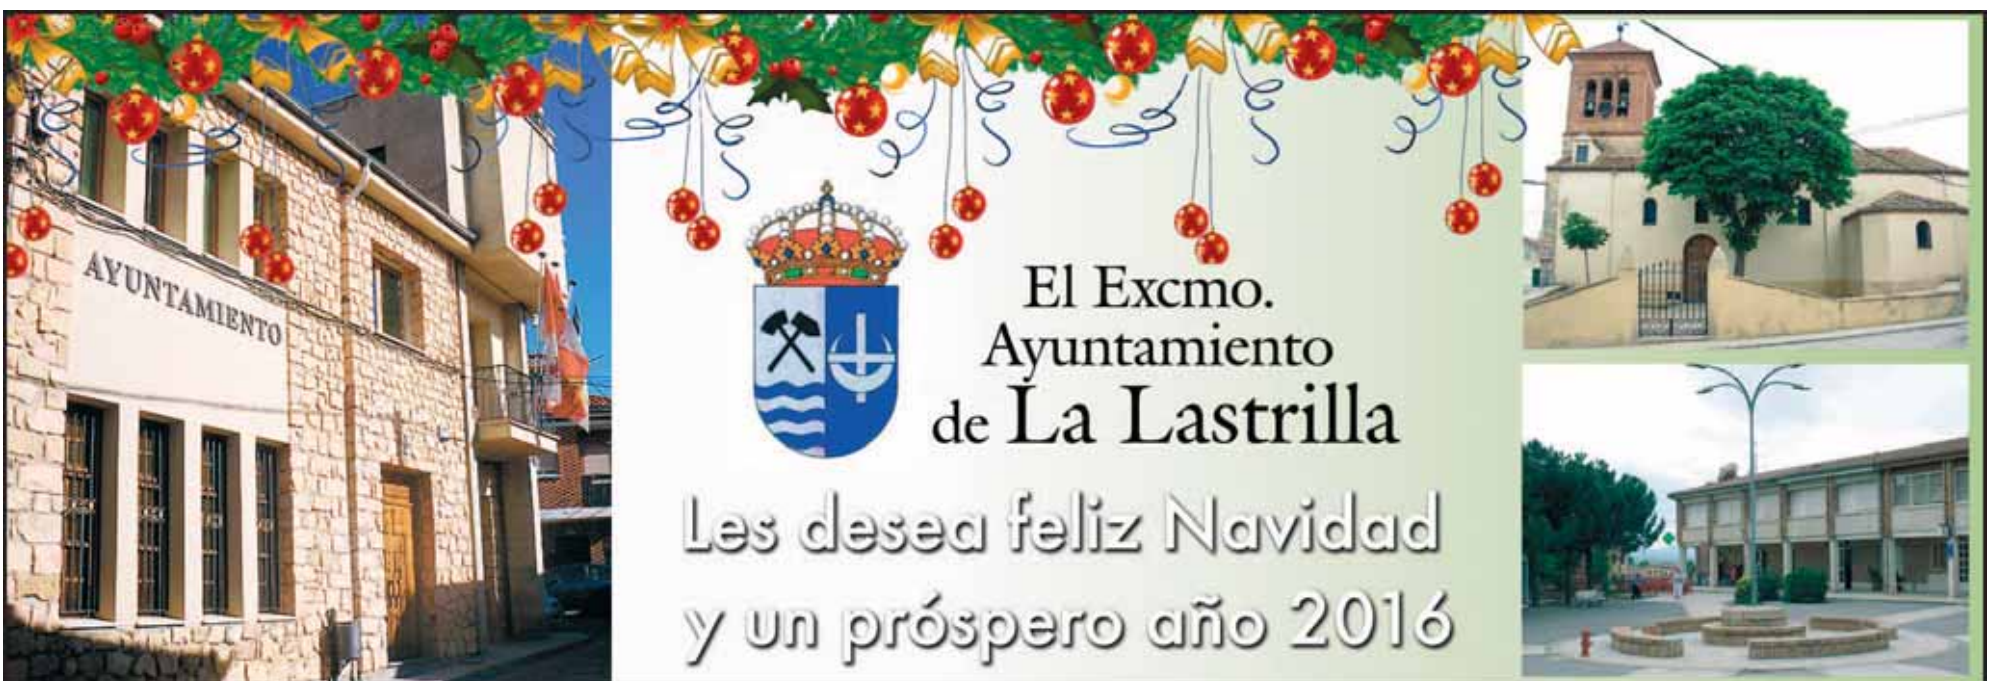 AYUNTAMIENTO
El Excmo.
Ayuntamiento
de La Lastrilla
Les desea feliz Navidad
y un próspero año 2016